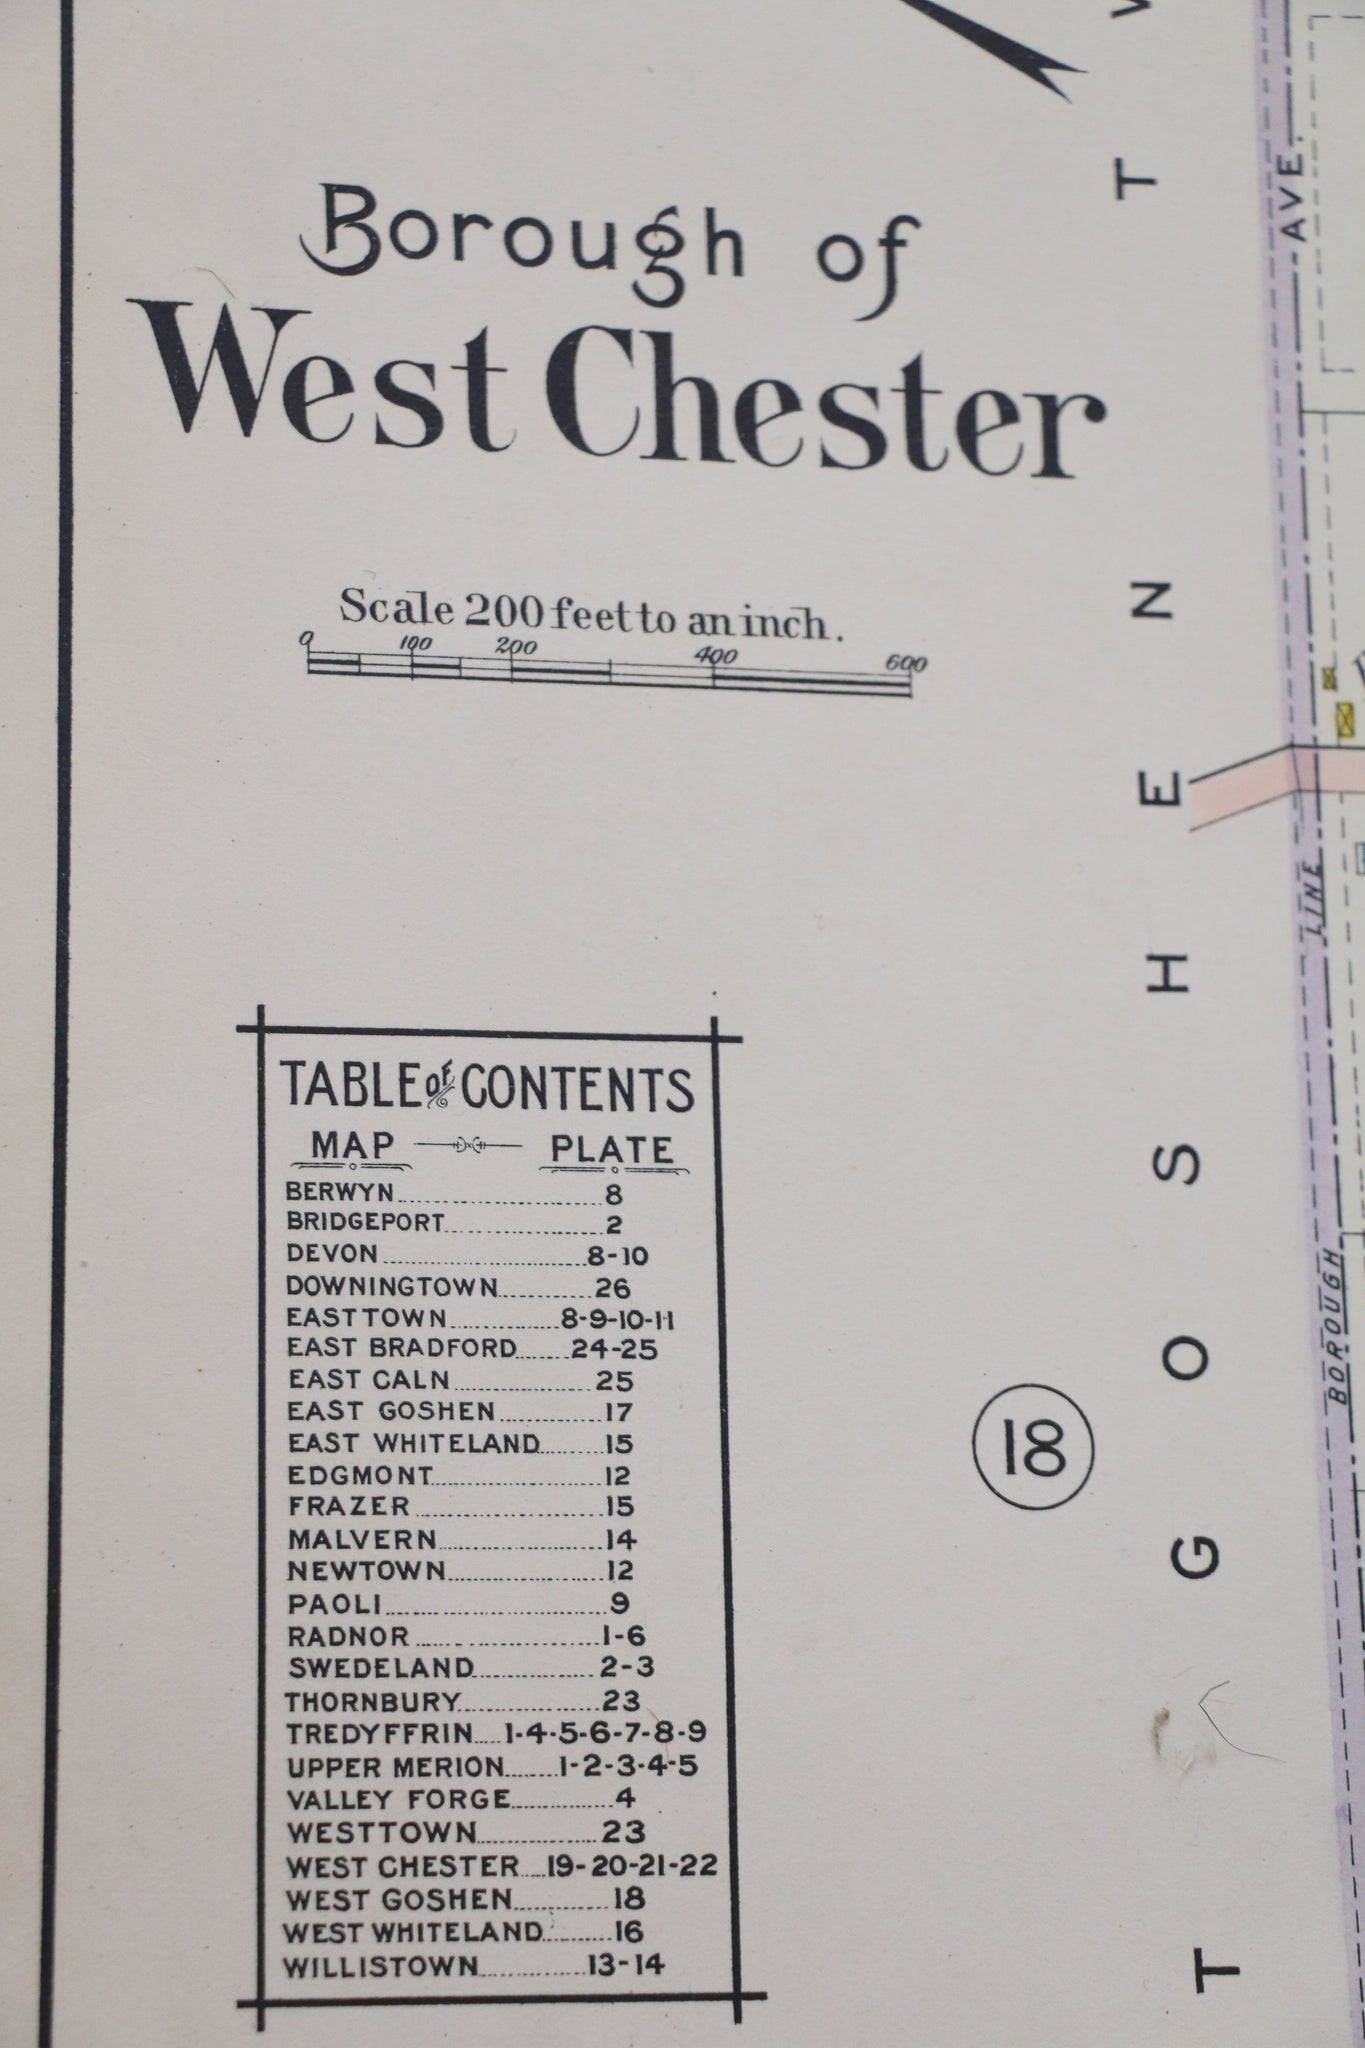 Borough of
West Chester
Scale 200 feet to an inch.
0 100 200 400 600
TABLE OF CONTENTS
MAP PLATE
BERWYN 8
BRIDGEPORT 2
DEVON 8-10
DOWNINGTOWN 26
EASTTOWN 8-9-10-11
EAST BRADFORD 24-25
EAST CALN 25
EAST GOSHEN 17
EAST WHITELAND 15
EDGMONT 12
FRAZER 15
MALVERN 14
NEWTOWN 12
PAOLI 9
RADNOR 1-6
SWEDELAND 2-3
THORNBURY 23
TREDYFFRIN 1-4-5-6-7-8-9
UPPER MERION 1-2-3-4-5
VALLEY FORGE 4
WESTTOWN 23
WEST CHESTER 19-20-21-22
WEST GOSHEN 18
WEST WHITELAND 16
WILLISTOWN 13-14
18
T GOSHEN T
BOROUGH LINE
AVE.